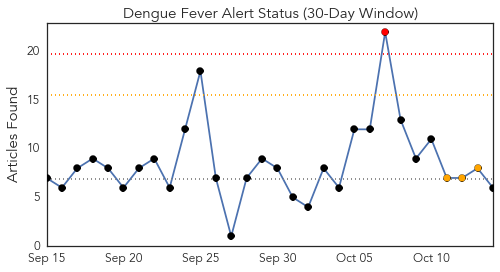 Dengue Fever Alert Status (30-Day Window)
Articles Found
20
15
10
5
0
Sep 15 Sep 20 Sep 25 Sep 30 Oct 05 Oct 10